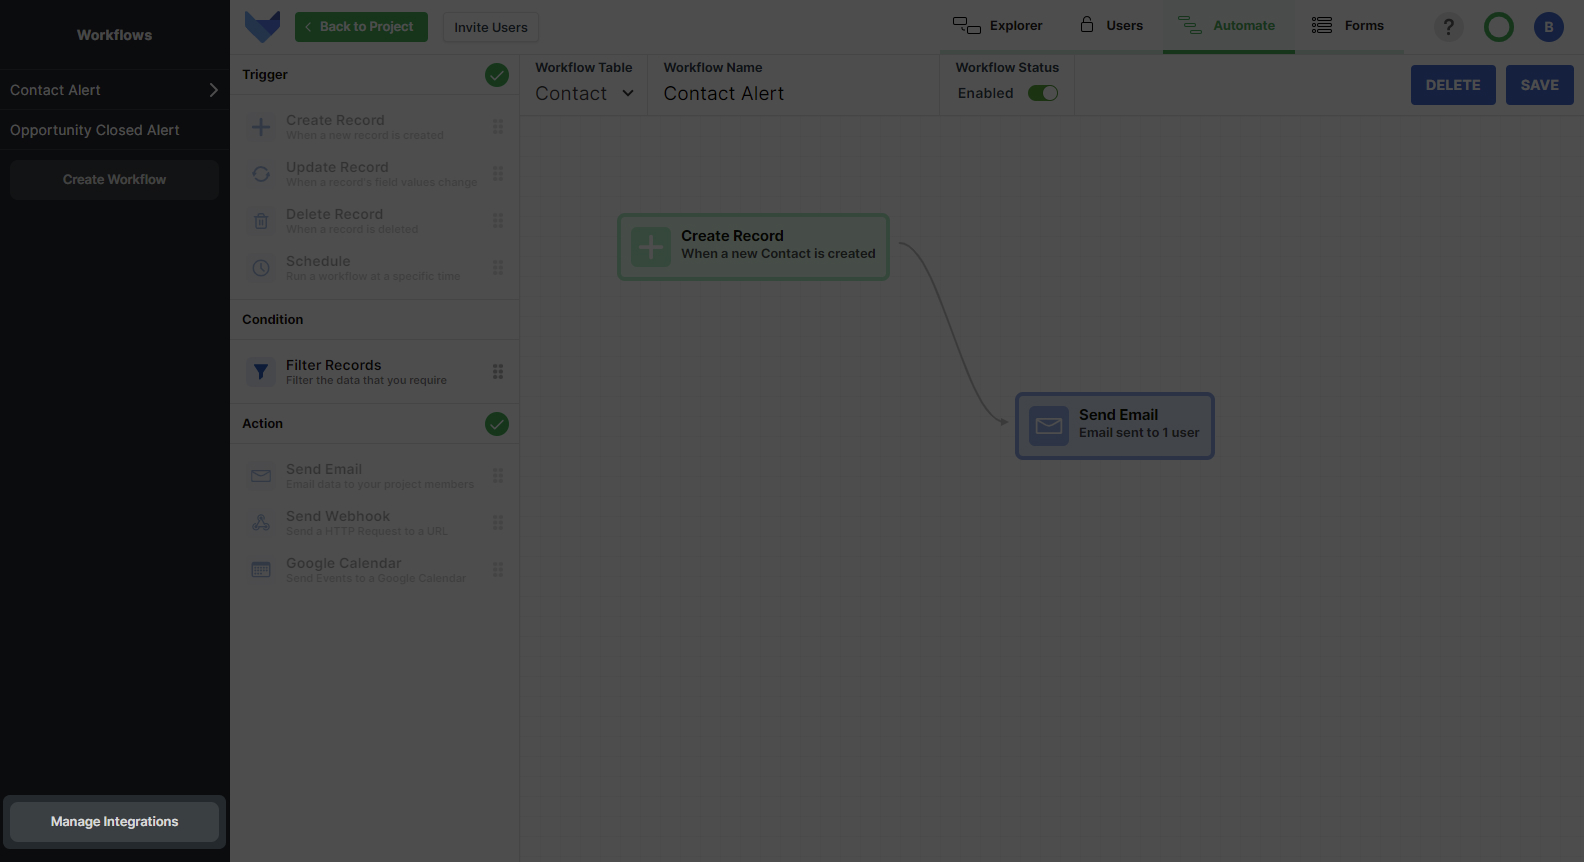 Workflows
Contact Alert
Opportunity Closed Alert
Create Workflow
Manage Integrations
Back to Project
Invite Users
Explorer
Users
Automate
Forms
?
B
Trigger
Create Record
When a new record is created
Update Record
When a record's field values change
Delete Record
When a record is deleted
Schedule
Run a workflow at a specific time
Condition
Filter Records
Filter the data that you require
Action
Send Email
Email data to your project members
Send Webhook
Send a HTTP Request to a URL
Google Calendar
Send Events to a Google Calendar
Workflow Table
Contact
Workflow Name
Contact Alert
Workflow Status
Enabled
DELETE
SAVE
Create Record
When a new Contact is created
Send Email
Email sent to 1 user